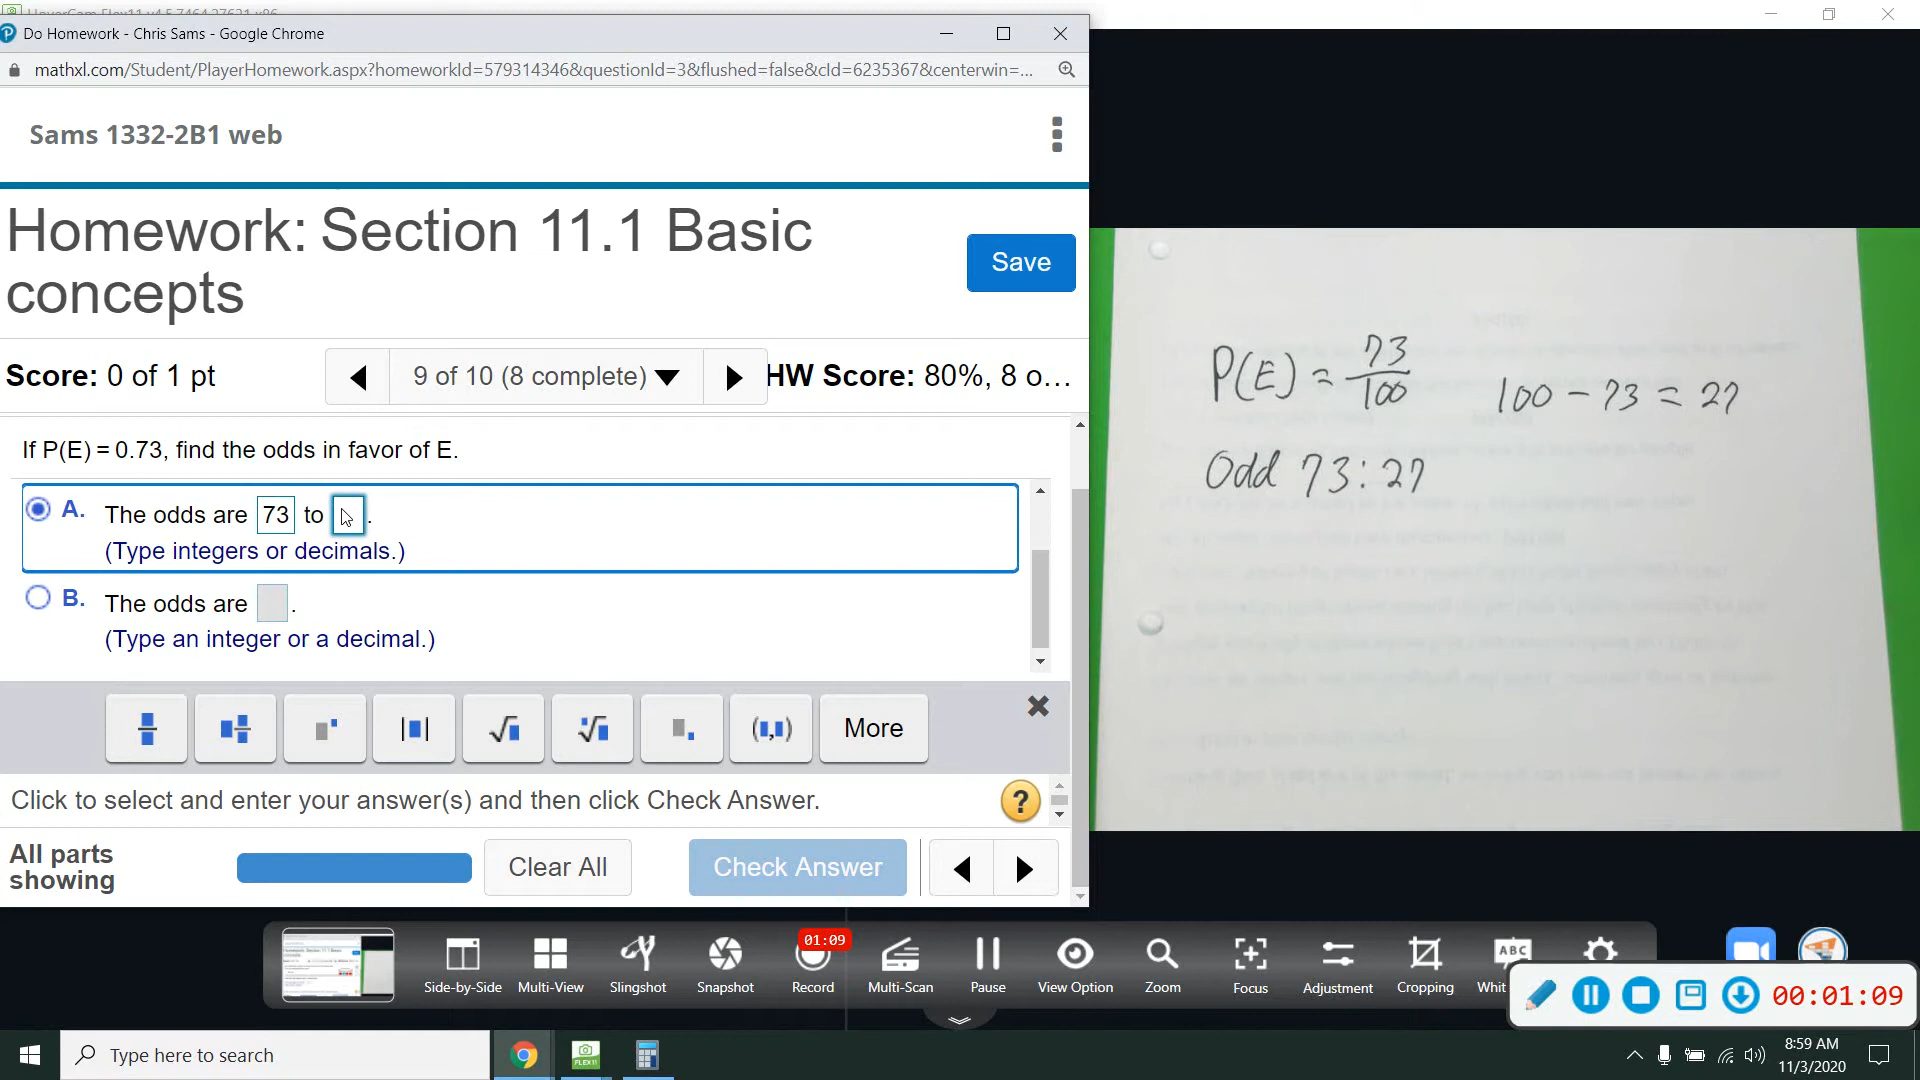 Do Homework - Chris Sams - Google Chrome
mathxl.com/Student/PlayerHomework.aspx?homeworkId=579314346&questionId=3&flushed=false&cId=6235367&centerwin=...
Sams 1332-2B1 web
Homework: Section 11.1 Basic
concepts
Save
Score: 0 of 1 pt
9 of 10 (8 complete)
HW Score: 80%, 8 o...
If P(E) = 0.73, find the odds in favor of E.
A. The odds are 73 to .
(Type integers or decimals.)
B. The odds are .
(Type an integer or a decimal.)
More
Click to select and enter your answer(s) and then click Check Answer.
?
All parts
showing
Clear All
Check Answer
P(E) = 73/100
100 - 73 = 27
Odd 73:27
01:09
Side-by-Side
Multi-View
Slingshot
Snapshot
Record
Multi-Scan
Pause
View Option
Zoom
Focus
Adjustment
Cropping
ABC
Whit
00:01:09
Type here to search
FLEX11
8:59 AM
11/3/2020